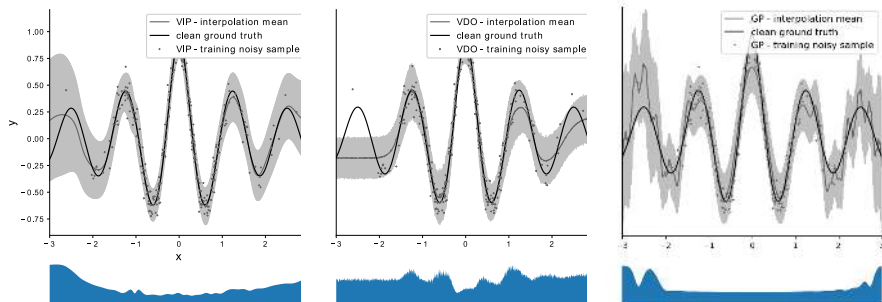 VIP - interpolation mean
clean ground truth
VIP - training noisy sample
1.00
0.75
0.50
0.25
0.00
−0.25
−0.50
−0.75
y
−3 −2 −1 0 1 2
x
VDO - interpolation mean
clean ground truth
VDO - training noisy sample
−3 −2 −1 0 1 2
GP - interpolation mean
clean ground truth
GP - training noisy sample
−3 −2 −1 0 1 2 3